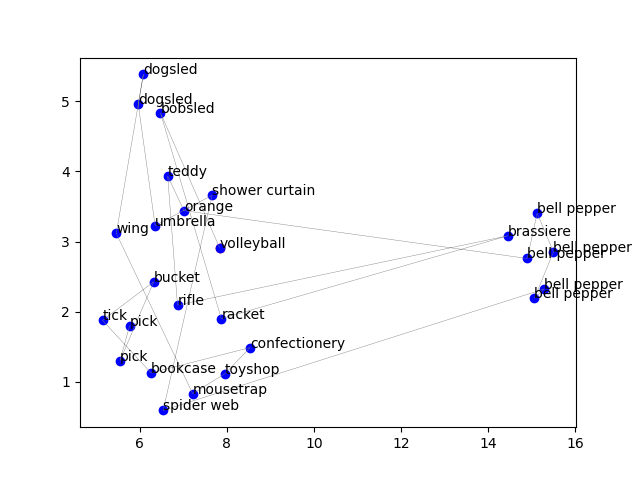 dogsled
dogsled
bobsled
teddy
shower curtain
orange
bell pepper
umbrella
wing
brassiere
volleyball
bell pepper
bell pepper
bucket
bell pepper
bell pepper
rifle
tick
pick
racket
pick
confectionery
bookcase
toyshop
mousetrap
spider web
5
4
3
2
1
6
8
10
12
14
16